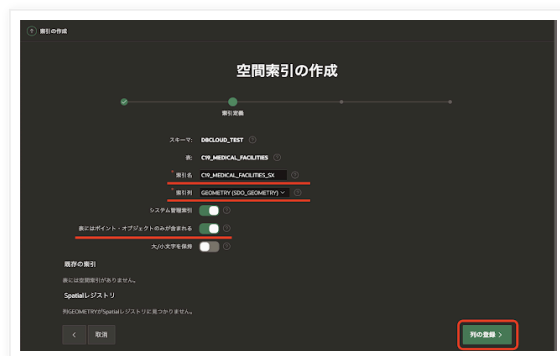 索引の作成
空間索引の作成
索引定義
スキーマ: DBCLOUD_TEST
表: C19_MEDICAL_FACILITIES
* 索引名 C19_MEDICAL_FACILITIES_SX
* 索引列 GEOMETRY (SDO_GEOMETRY)
システム管理索引
表にはポイント・オブジェクトのみが含まれる
大/小文字を保持
既存の索引
表には空間索引がありません。
Spatialレジストリ
列GEOMETRYがSpatialレジストリに見つかりません。
取消
列の登録